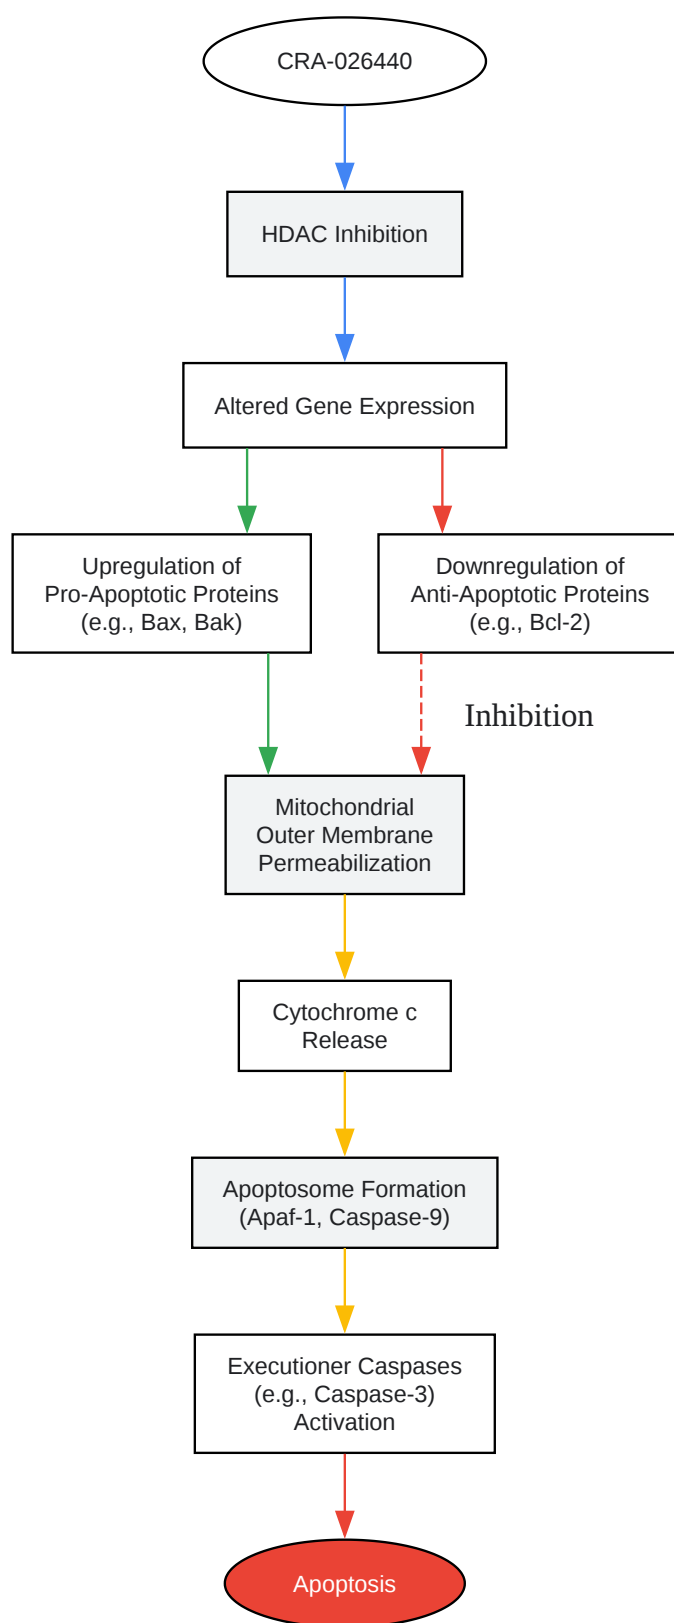 CRA-026440
HDAC Inhibition
Altered Gene Expression
Upregulation of
Pro-Apoptotic Proteins
(e.g., Bax, Bak)
Downregulation of
Anti-Apoptotic Proteins
(e.g., Bcl-2)
Inhibition
Mitochondrial
Outer Membrane
Permeabilization
Cytochrome c
Release
Apoptosome Formation
(Apaf-1, Caspase-9)
Executioner Caspases
(e.g., Caspase-3)
Activation
Apoptosis